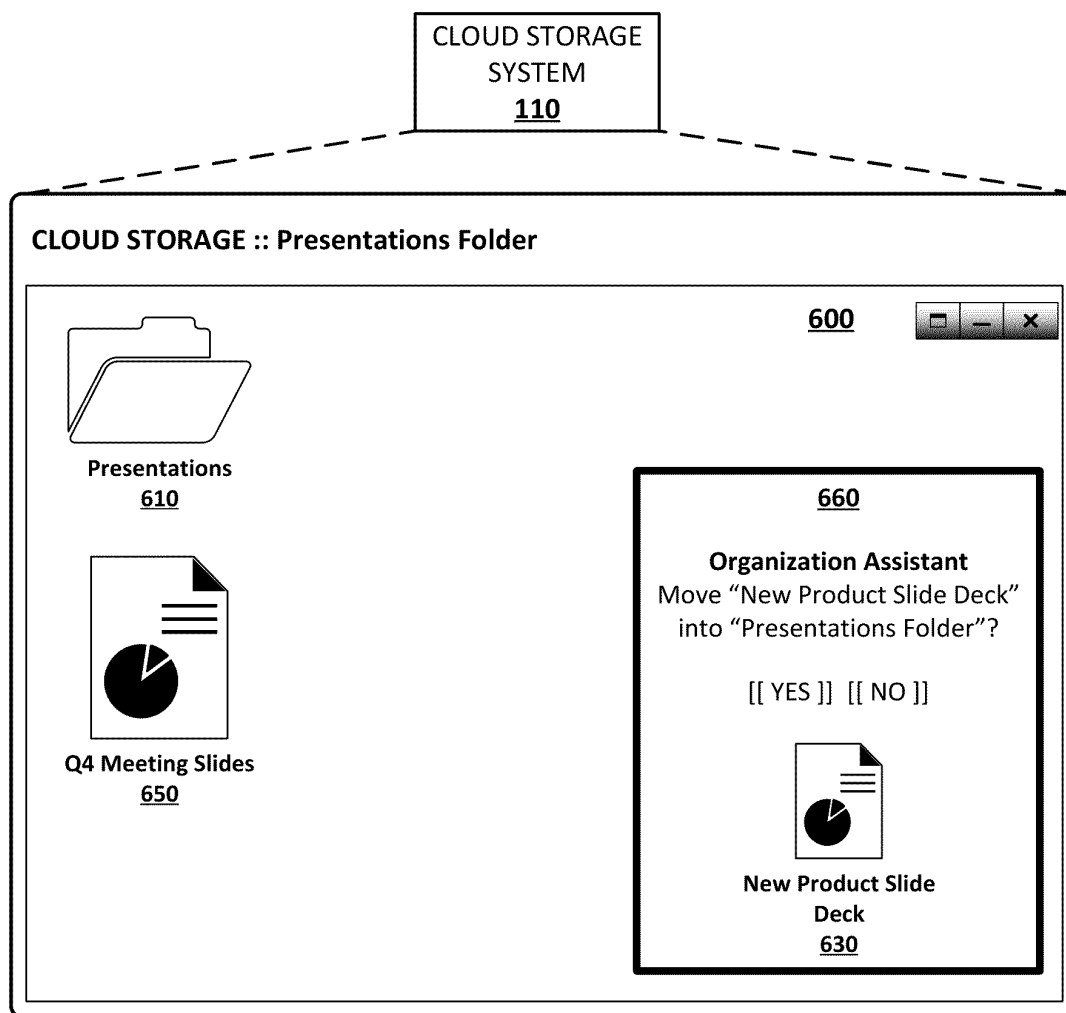 CLOUD STORAGE
SYSTEM
110
CLOUD STORAGE :: Presentations Folder
600
Presentations
610
Q4 Meeting Slides
650
660
Organization Assistant
Move “New Product Slide Deck”
into “Presentations Folder”?
[[ YES ]] [[ NO ]]
New Product Slide
Deck
630